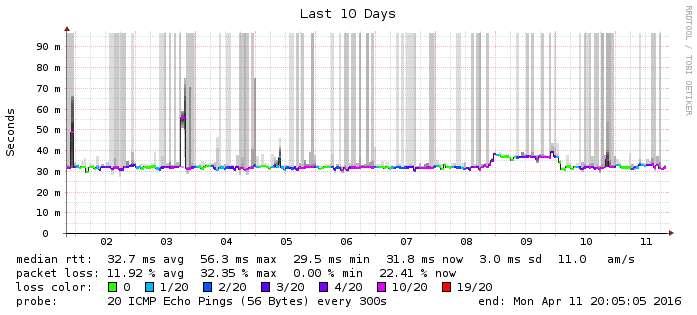 Last 10 Days
RRDTOOL / TOBI OETIKER
Seconds
90 m
80 m
70 m
60 m
50 m
40 m
30 m
20 m
10 m
0
02 03 04 05 06 07 08 09 10 11
median rtt: 32.7 ms avg 56.3 ms max 29.5 ms min 31.8 ms now 3.0 ms sd 11.0 am/s
packet loss: 11.92 % avg 32.35 % max 0.00 % min 22.41 % now
loss color: 0 1/20 2/20 3/20 4/20 10/20 19/20
probe: 20 ICMP Echo Pings (56 Bytes) every 300s end: Mon Apr 11 20:05:05 2016